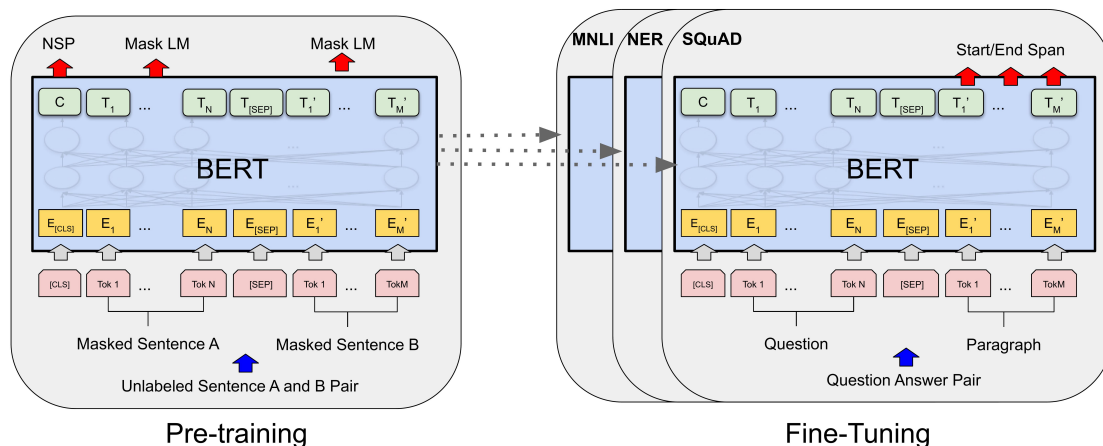 NSP Mask LM Mask LM
C T1 ... TN T[SEP] T1' ... TM'
...
BERT
...
E[CLS] E1 ... EN E[SEP] E1' ... EM'
[CLS] Tok 1 ... Tok N [SEP] Tok 1 ... TokM
Masked Sentence A Masked Sentence B
Unlabeled Sentence A and B Pair
Pre-training
MNLI NER SQuAD
Start/End Span
C T1 ... TN T[SEP] T1' ... TM'
...
BERT
...
E[CLS] E1 ... EN E[SEP] E1' ... EM'
[CLS] Tok 1 ... Tok N [SEP] Tok 1 ... TokM
Question Paragraph
Question Answer Pair
Fine-Tuning